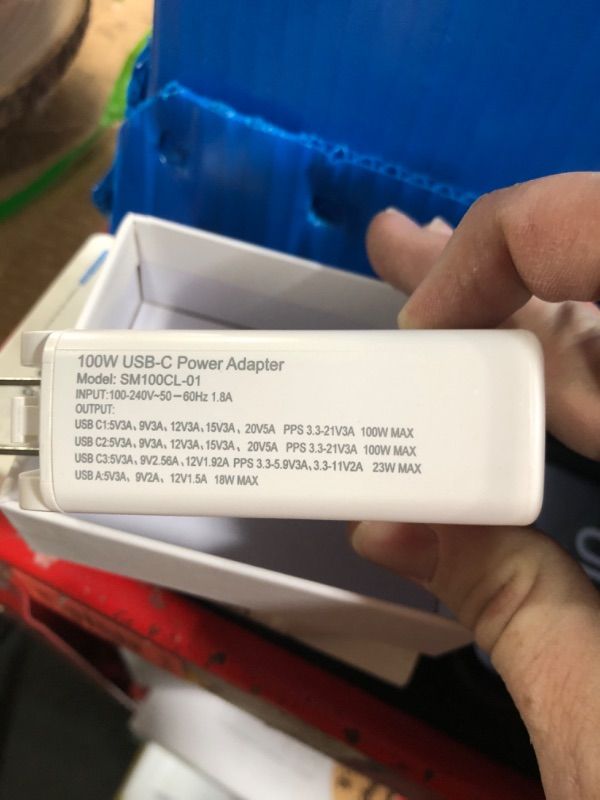 100W USB-C Power Adapter
Model: SM100CL-01
INPUT:100-240V~50-60Hz 1.8A
OUTPUT:
USB C1:5V3A、9V3A、12V3A、15V3A、 20V5A PPS 3.3-21V3A 100W MAX
USB C2:5V3A、9V3A、12V3A、15V3A、 20V5A PPS 3.3-21V3A 100W MAX
USB C3:5V3A、9V2.56A、12V1.92A PPS 3.3-5.9V3A、3.3-11V2A 23W MAX
USB A:5V3A、 9V2A、 12V1.5A 18W MAX